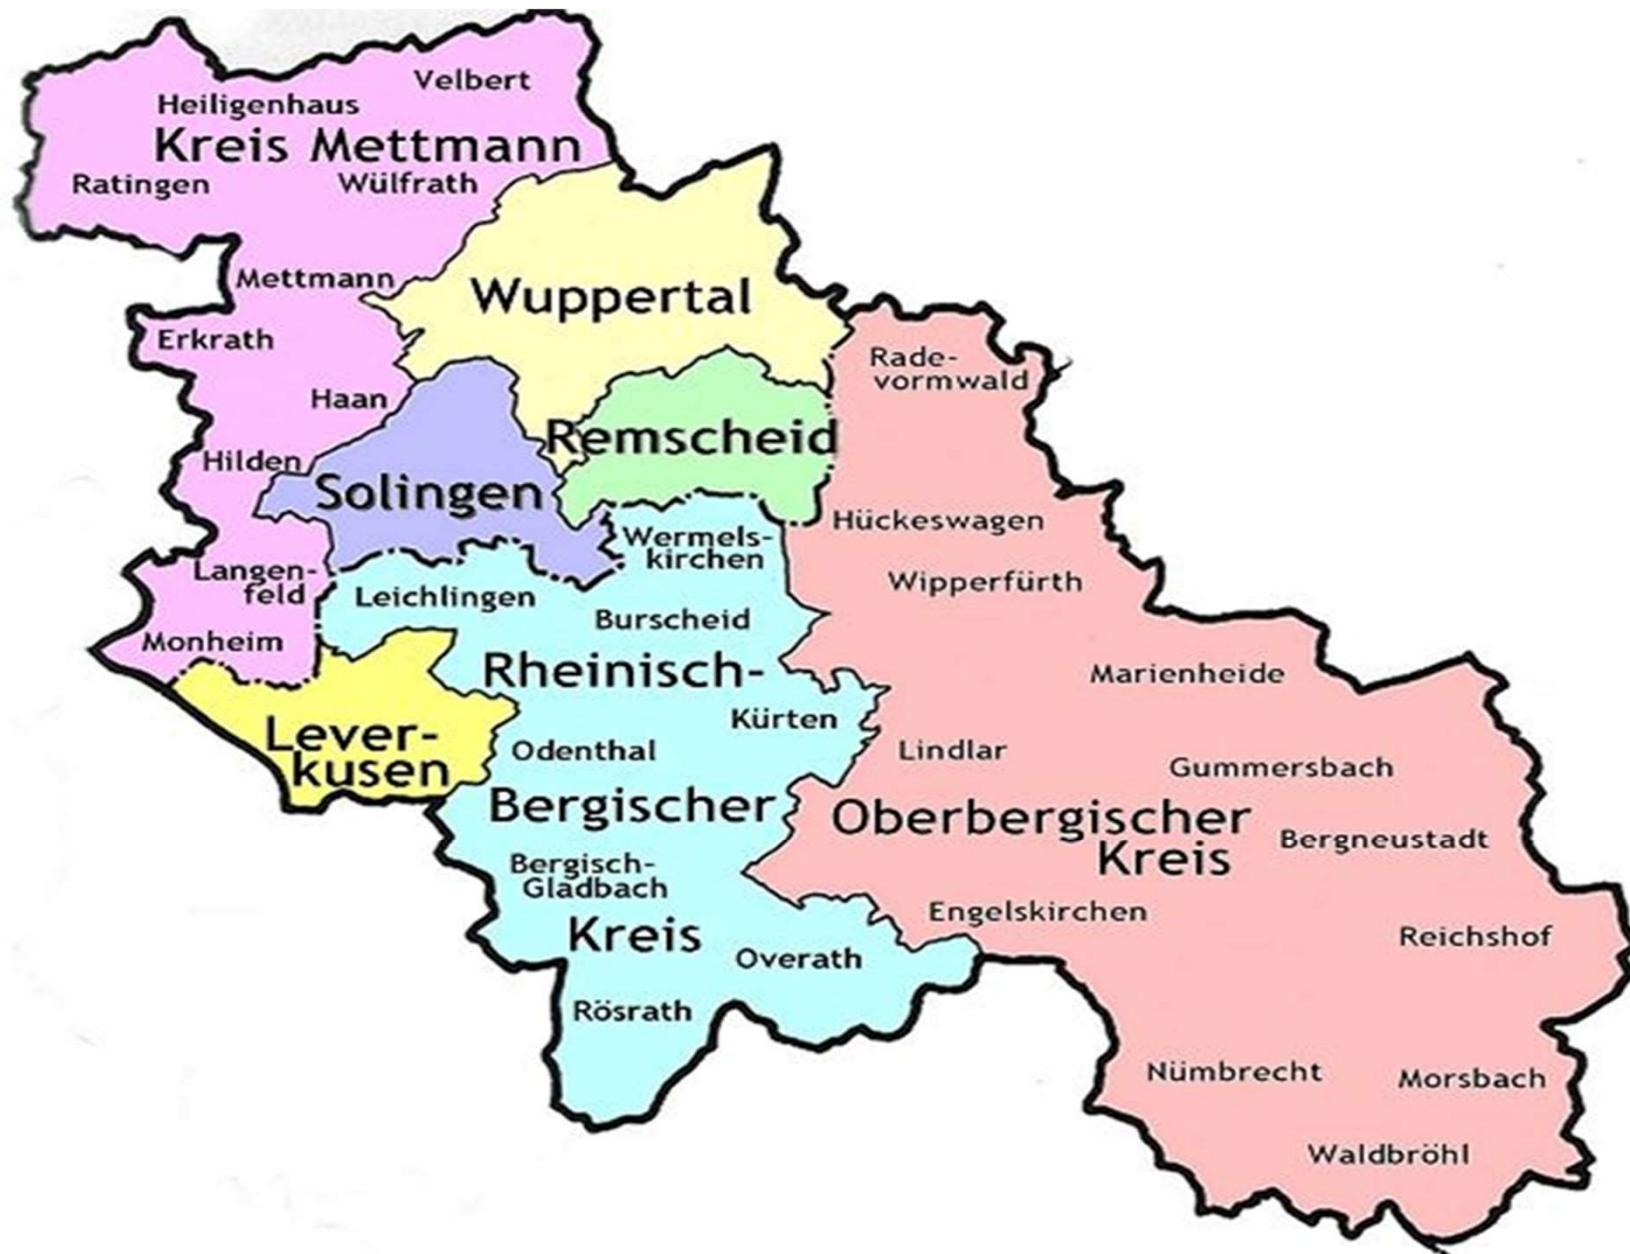 Velbert
Heiligenhaus
Kreis Mettmann
Ratingen
Wülfrath
Mettmann
Wuppertal
Erkrath
Rade-
vormwald
Haan
Remscheid
Hilden
Solingen
Hückeswagen
Wermels-
kirchen
Langen-
feld
Wipperfürth
Leichlingen
Burscheid
Monheim
Rheinisch-
Marienheide
Kürten
Lever-
kusen
Odenthal
Lindlar
Gummersbach
Bergischer
Oberbergischer
Kreis
Bergneustadt
Bergisch-
Gladbach
Engelskirchen
Kreis
Reichshof
Overath
Rösrath
Nümbrecht
Morsbach
Waldbröhl